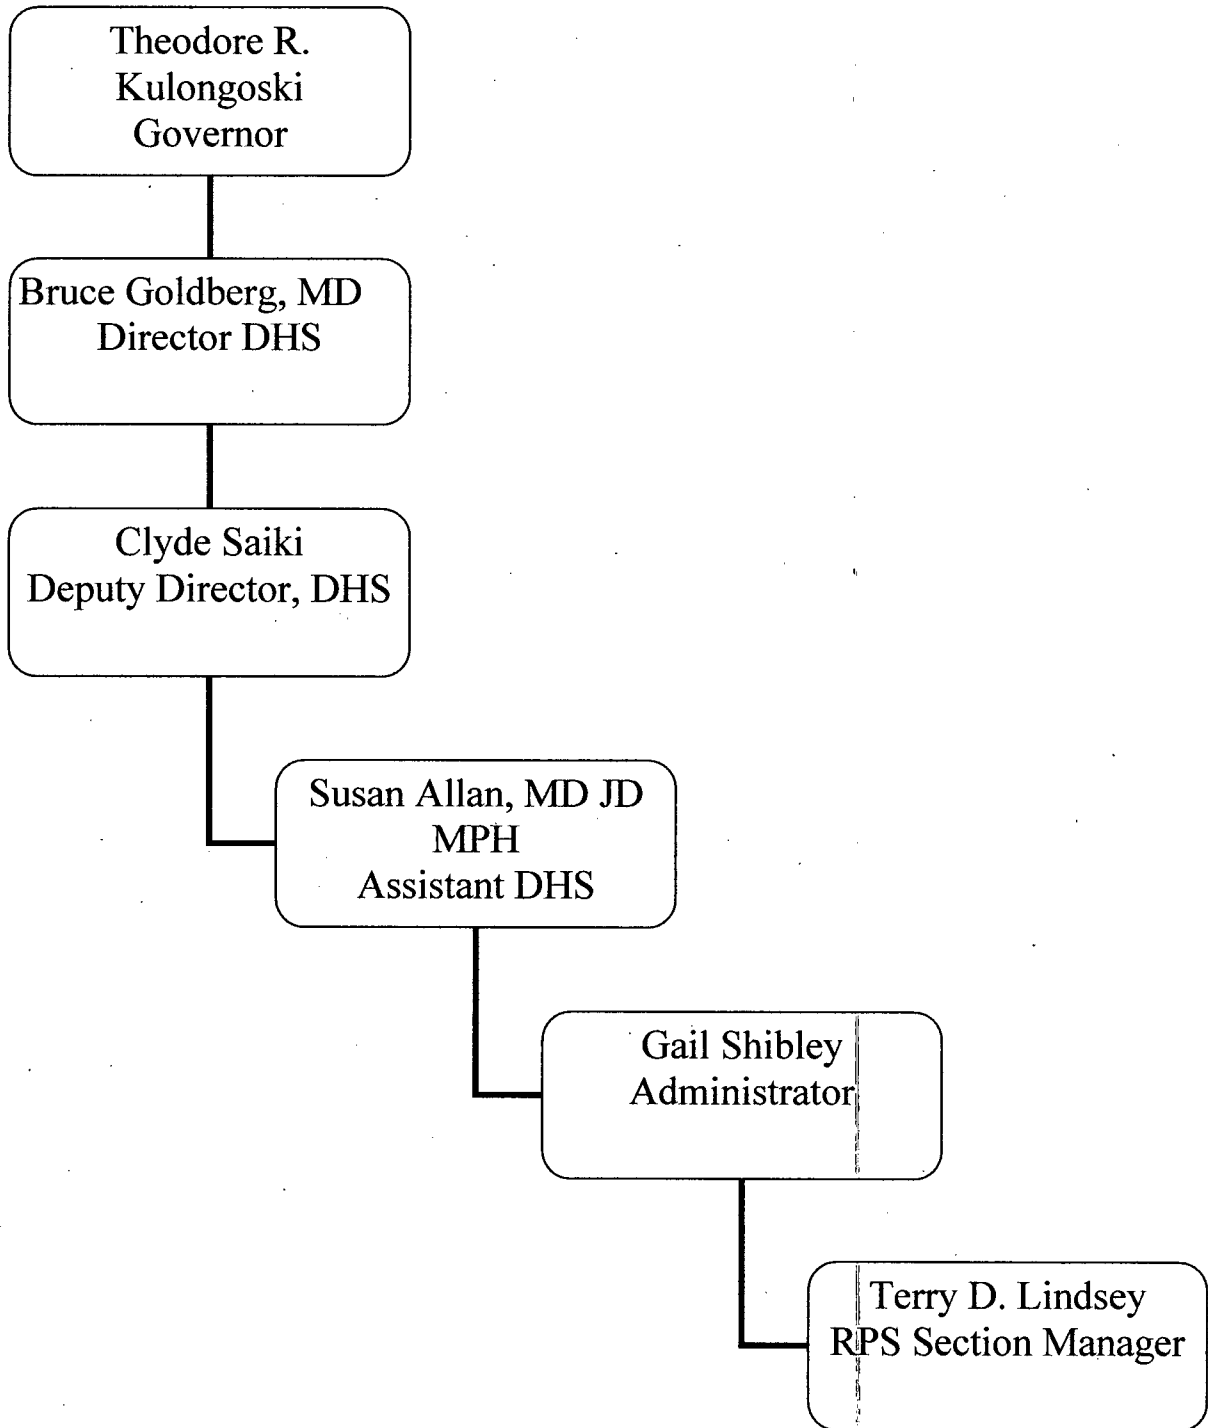 Theodore R.
Kulongoski
Governor
Bruce Goldberg, MD
Director DHS
Clyde Saiki
Deputy Director, DHS
Susan Allan, MD JD
MPH
Assistant DHS
Gail Shibley
Administrator
Terry D. Lindsey
RPS Section Manager